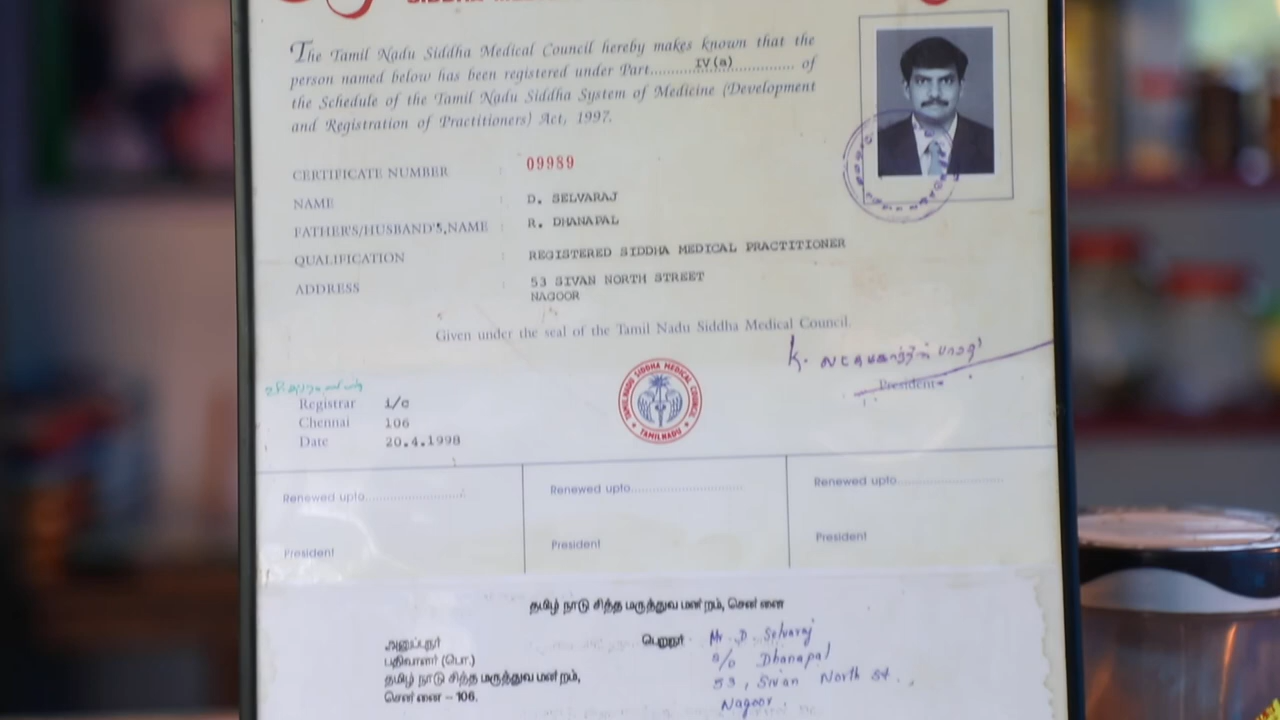 The Tamil Nadu Siddha Medical Council hereby makes known that the
person named below has been registered under Part....IV(a)............ of
the Schedule of the Tamil Nadu Siddha System of Medicine (Development
and Registration of Practitioners) Act, 1997.
CERTIFICATE NUMBER : 09989
NAME : D. SELVARAJ
FATHER'S/HUSBAND'S,NAME : R. DHANAPAL
QUALIFICATION : REGISTERED SIDDHA MEDICAL PRACTITIONER
ADDRESS : 53 SIVAN NORTH STREET
NAGOOR
Given under the seal of the Tamil Nadu Siddha Medical Council.
President
Registrar i/c
Chennai 106
Date 20.4.1998
TAMILNADU SIDDHA MEDICAL COUNCIL
TAMILNADU
Renewed upto........................ Renewed upto........................ Renewed upto........................
President President President
தமிழ் நாடு சித்த மருத்துவ மன்றம், சென்னை
அனுப்புநர் பெறுநர் Mr. D. Selvaraj
பதிவாளர் (பொ.) s/o Dhanapal
தமிழ் நாடு சித்த மருத்துவ மன்றம், 53, Sivan North St.,
சென்னை – 106. Nagoor.